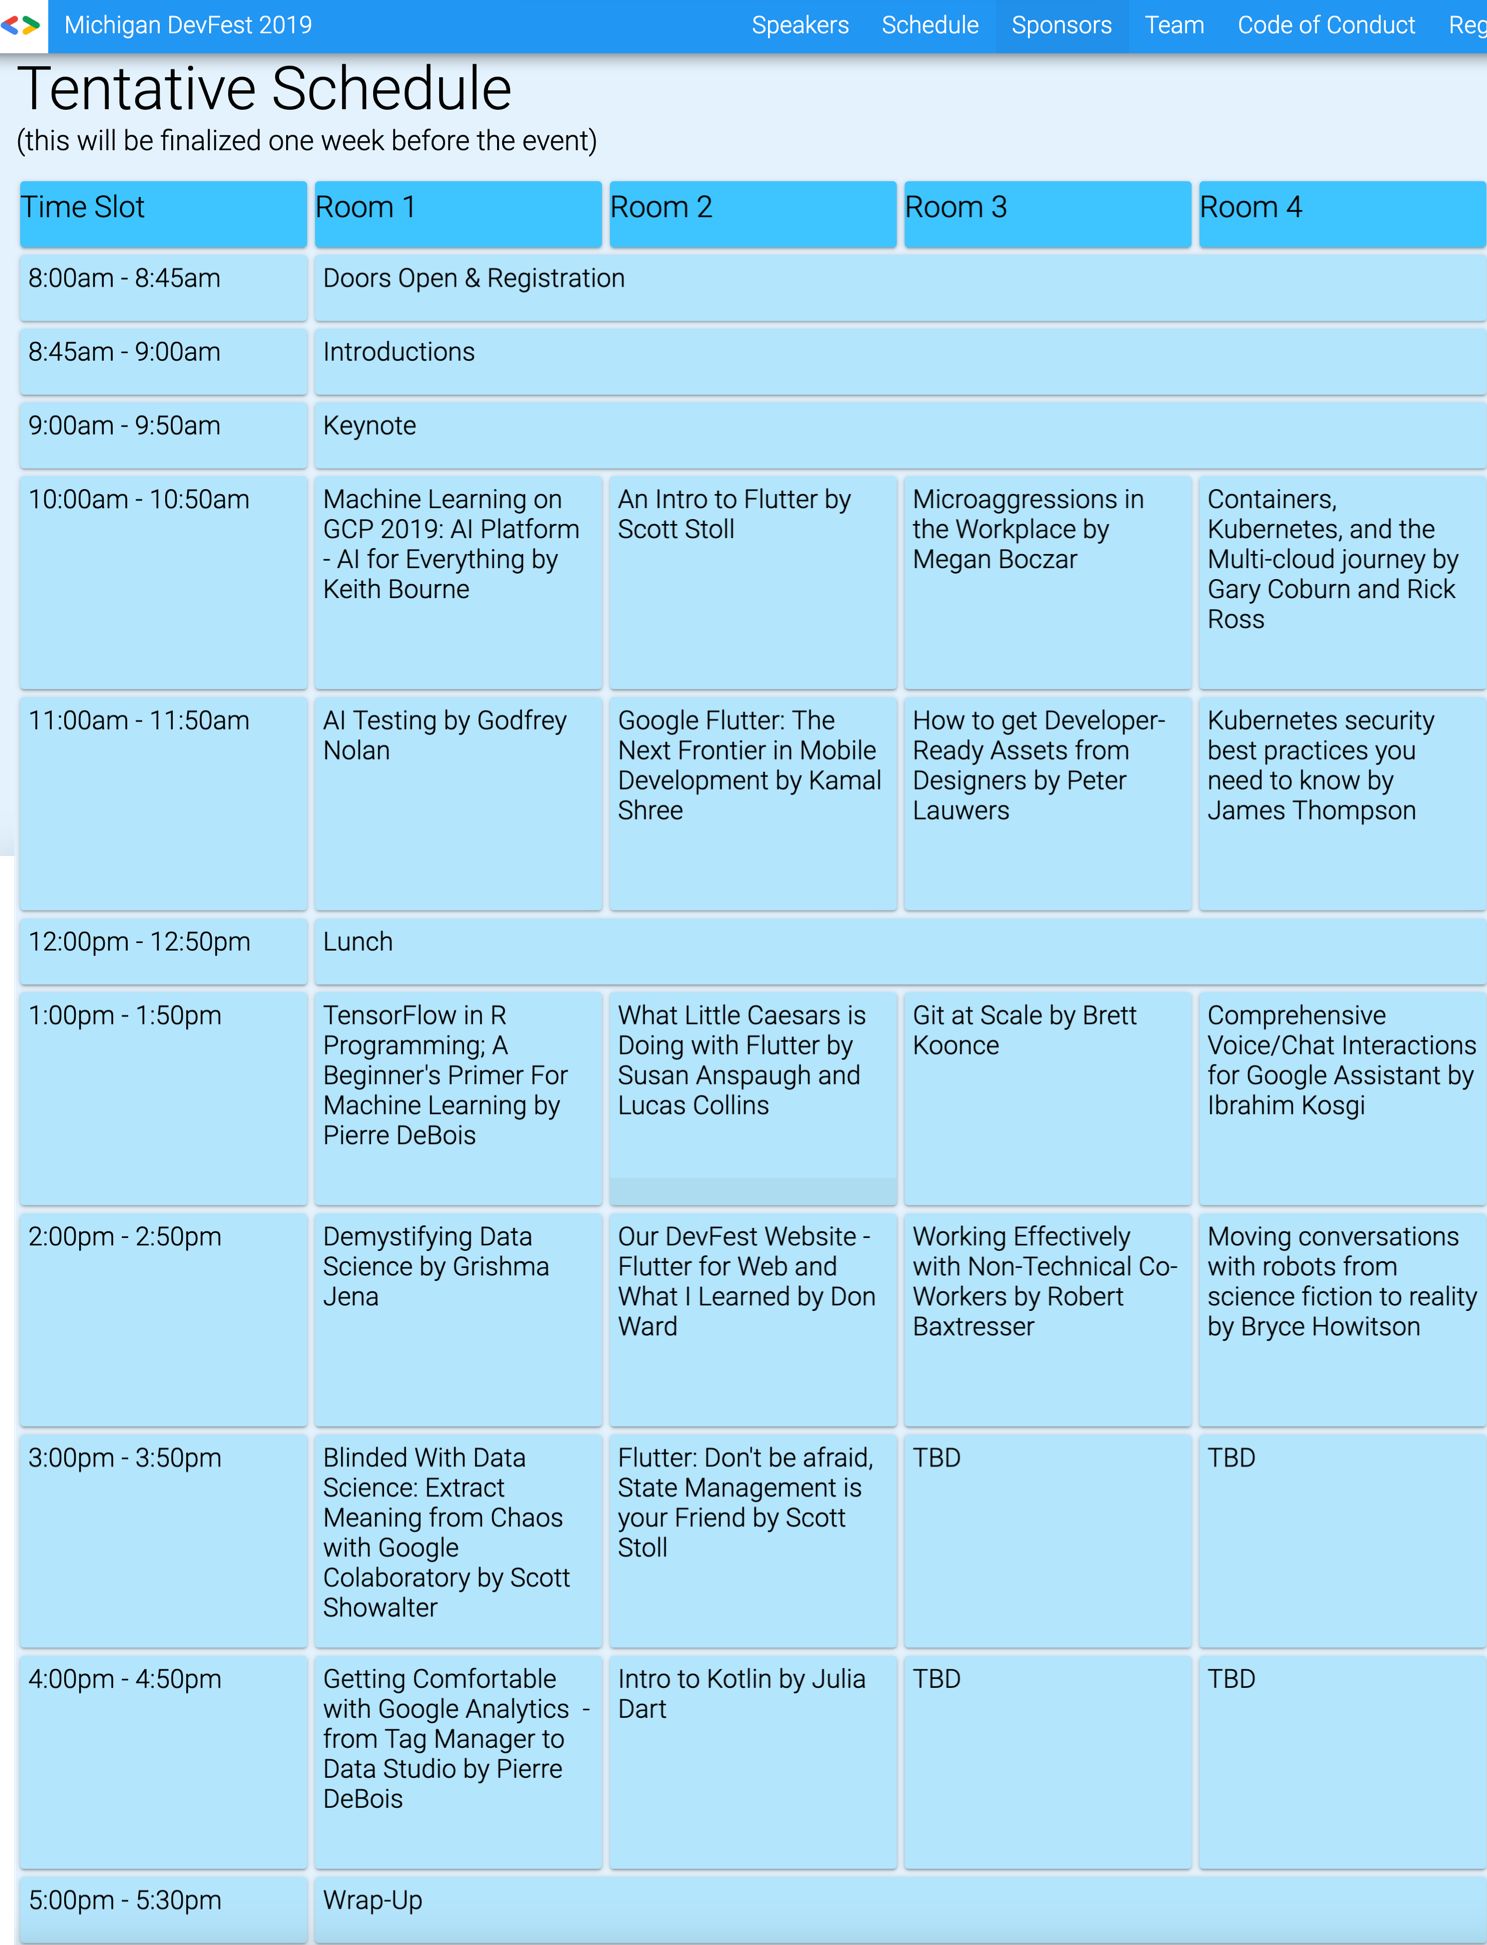 Michigan DevFest 2019 Speakers Schedule Sponsors Team Code of Conduct Reg
Tentative Schedule
(this will be finalized one week before the event)
Time Slot Room 1 Room 2 Room 3 Room 4
8:00am - 8:45am Doors Open & Registration
8:45am - 9:00am Introductions
9:00am - 9:50am Keynote
10:00am - 10:50am
Machine Learning on
GCP 2019: AI Platform
- AI for Everything by
Keith Bourne
An Intro to Flutter by
Scott Stoll
Microaggressions in
the Workplace by
Megan Boczar
Containers,
Kubernetes, and the
Multi-cloud journey by
Gary Coburn and Rick
Ross
11:00am - 11:50am
AI Testing by Godfrey
Nolan
Google Flutter: The
Next Frontier in Mobile
Development by Kamal
Shree
How to get Developer-
Ready Assets from
Designers by Peter
Lauwers
Kubernetes security
best practices you
need to know by
James Thompson
12:00pm - 12:50pm Lunch
1:00pm - 1:50pm
TensorFlow in R
Programming; A
Beginner's Primer For
Machine Learning by
Pierre DeBois
What Little Caesars is
Doing with Flutter by
Susan Anspaugh and
Lucas Collins
Git at Scale by Brett
Koonce
Comprehensive
Voice/Chat Interactions
for Google Assistant by
Ibrahim Kosgi
2:00pm - 2:50pm
Demystifying Data
Science by Grishma
Jena
Our DevFest Website -
Flutter for Web and
What I Learned by Don
Ward
Working Effectively
with Non-Technical Co-
Workers by Robert
Baxtresser
Moving conversations
with robots from
science fiction to reality
by Bryce Howitson
3:00pm - 3:50pm
Blinded With Data
Science: Extract
Meaning from Chaos
with Google
Colaboratory by Scott
Showalter
Flutter: Don't be afraid,
State Management is
your Friend by Scott
Stoll
TBD
TBD
4:00pm - 4:50pm
Getting Comfortable
with Google Analytics  -
from Tag Manager to
Data Studio by Pierre
DeBois
Intro to Kotlin by Julia
Dart
TBD
TBD
5:00pm - 5:30pm Wrap-Up